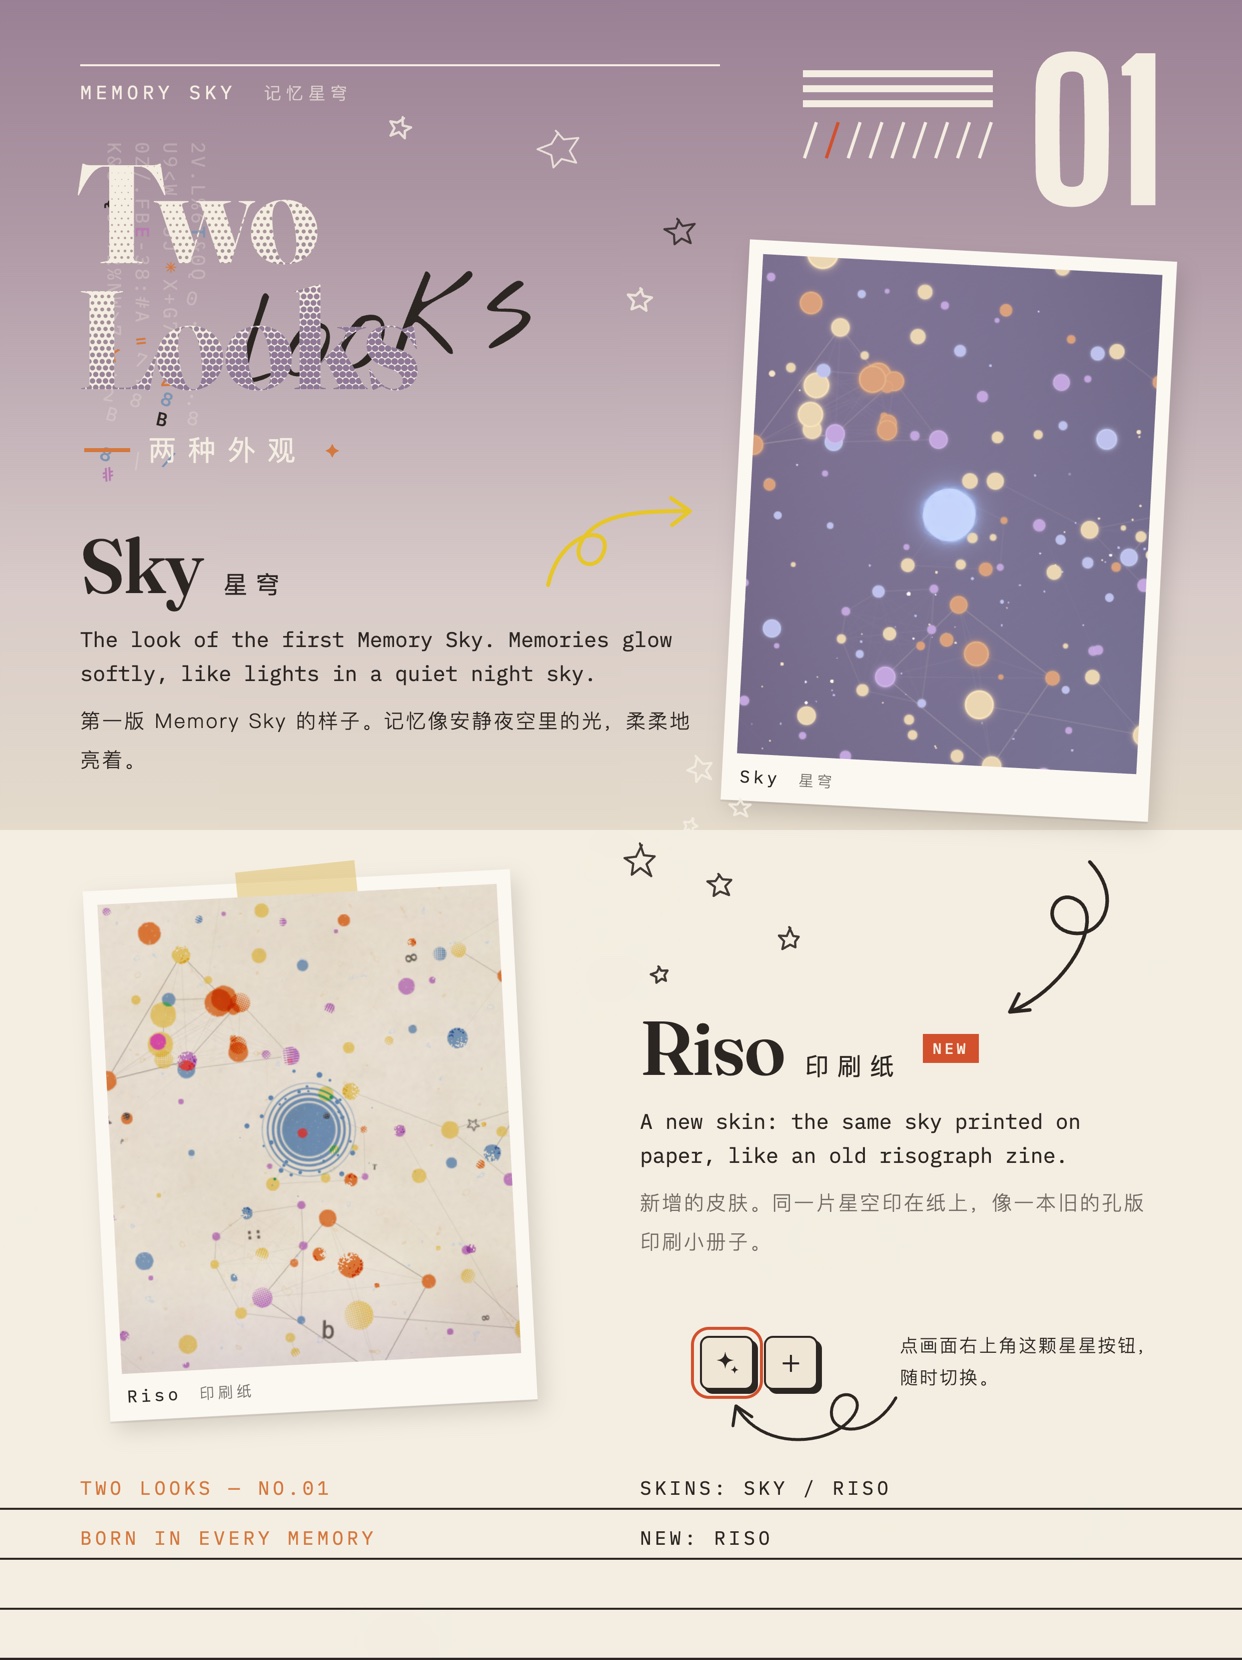 MEMORY SKY 记忆星穹
01
Two
Looks
Looks
两种外观
Sky 星穹
The look of the first Memory Sky. Memories glow
softly, like lights in a quiet night sky.
第一版 Memory Sky 的样子。记忆像安静夜空里的光，柔柔地
亮着。
Sky 星穹
Riso 印刷纸 NEW
A new skin: the same sky printed on
paper, like an old risograph zine.
新增的皮肤。同一片星空印在纸上，像一本旧的孔版
印刷小册子。
b
Riso 印刷纸
点画面右上角这颗星星按钮，
随时切换。
TWO LOOKS — NO.01
SKINS: SKY / RISO
BORN IN EVERY MEMORY
NEW: RISO